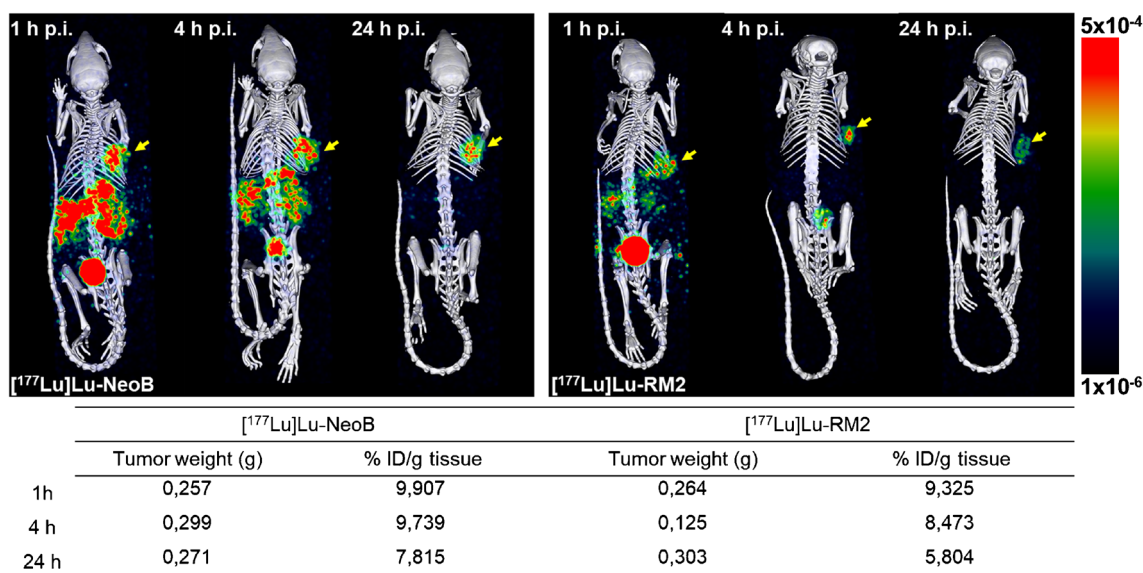 1 h p.i. 4 h p.i. 24 h p.i. 1 h p.i. 4 h p.i. 24 h p.i. 5x10⁻⁴
[¹⁷⁷Lu]Lu-NeoB [¹⁷⁷Lu]Lu-RM2 1x10⁻⁶
[¹⁷⁷Lu]Lu-NeoB [¹⁷⁷Lu]Lu-RM2
Tumor weight (g) % ID/g tissue Tumor weight (g) % ID/g tissue
1h 0,257 9,907 0,264 9,325
4 h 0,299 9,739 0,125 8,473
24 h 0,271 7,815 0,303 5,804